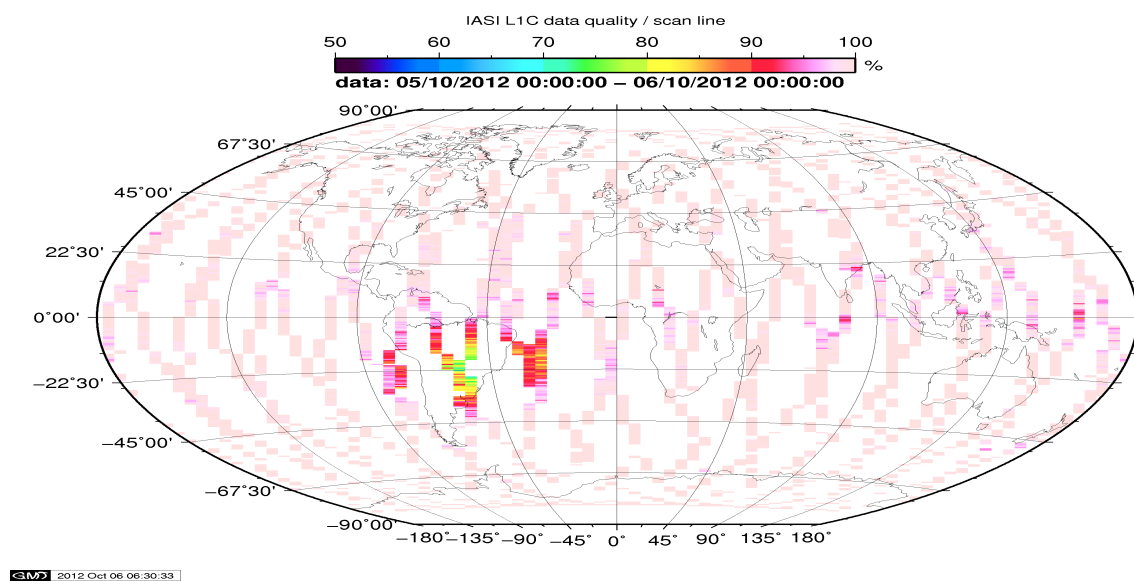 IASI L1C data quality / scan line
50 60 70 80 90 100
%
data: 05/10/2012 00:00:00 – 06/10/2012 00:00:00
90°00'
67°30'
45°00'
22°30'
0°00'
−22°30'
−45°00'
−67°30'
−90°00'
−180° −135° −90° −45° 0° 45° 90° 135° 180°
GMT 2012 Oct 06 06:30:33